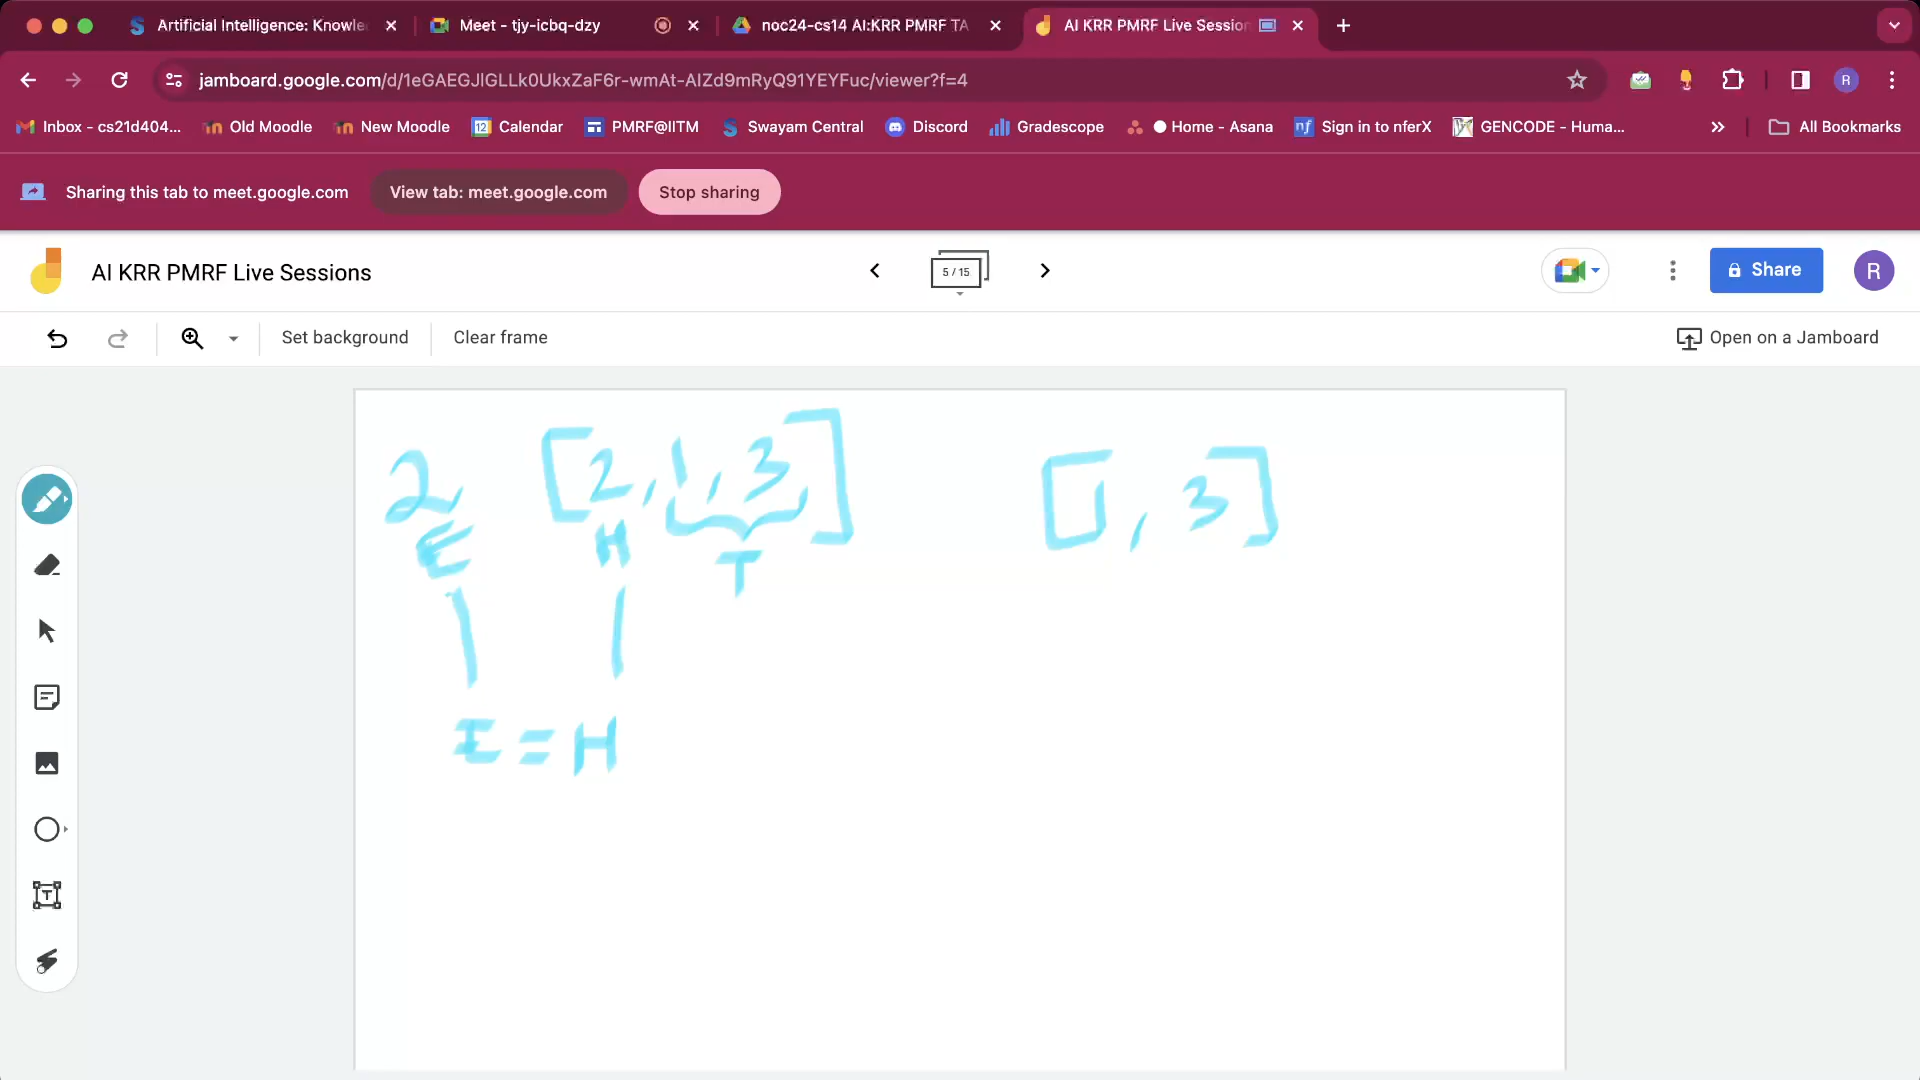 Artificial Intelligence: Knowle
Meet - tjy-icbq-dzy
noc24-cs14 AI:KRR PMRF TA
AI KRR PMRF Live Session
jamboard.google.com/d/1eGAEGJlGLLk0UkxZaF6r-wmAt-AIZd9mRyQ91YEYFuc/viewer?f=4
R
Inbox - cs21d404...
Old Moodle
New Moodle
12 Calendar
PMRF@IITM
Swayam Central
Discord
Gradescope
Home - Asana
nf Sign in to nferX
GENCODE - Huma...
All Bookmarks
Sharing this tab to meet.google.com
View tab: meet.google.com
Stop sharing
AI KRR PMRF Live Sessions
5 / 15
Share
R
Set background
Clear frame
Open on a Jamboard
2, [2, 1, 3] [1, 3]
E H T
E = H